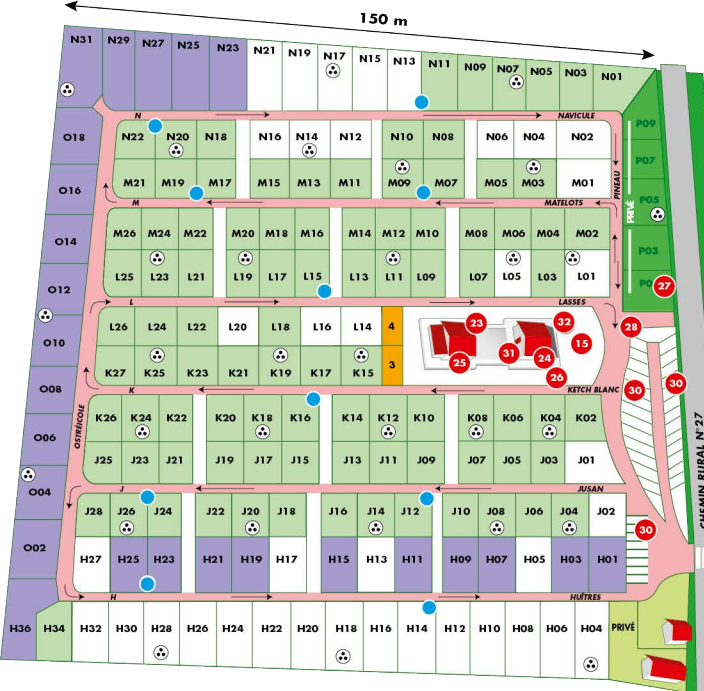 150 m
N31 N29 N27 N25 N23 N21 N19 N17 N15 N13 N11 N09 N07 N05 N03 N01
N NAVICULE
O18 N22 N20 N18 N16 N14 N12 N10 N08 N06 N04 N02 P09
O16 M21 M19 M17 M15 M13 M11 M09 M07 M05 M03 M01 PINEAU P07
M MATELOTS PRIVÉ P05
O14 M26 M24 M22 M20 M18 M16 M14 M12 M10 M08 M06 M04 M02 P03
O12 L25 L23 L21 L19 L17 L15 L13 L11 L09 L07 L05 L03 L01 27
L LASSES
O10 L26 L24 L22 L20 L18 L16 L14 4 23 32 28
15
O08 K27 K25 K23 K21 K19 K17 K15 3 25 31 24 26 30 30
K KETCH BLANC
OSTRÉICOLE
O06 K26 K24 K22 K20 K18 K16 K14 K12 K10 K08 K06 K04 K02
O04 J25 J23 J21 J19 J17 J15 J13 J11 J09 J07 J05 J03 J01
CHEMIN RURAL N°27
J JUSAN
J28 J26 J24 J22 J20 J18 J16 J14 J12 J10 J08 J06 J04 J02 30
O02 H27 H25 H23 H21 H19 H17 H15 H13 H11 H09 H07 H05 H03 H01
H HUÎTRES
H36 H34 H32 H30 H28 H26 H24 H22 H20 H18 H16 H14 H12 H10 H08 H06 H04 PRIVÉ